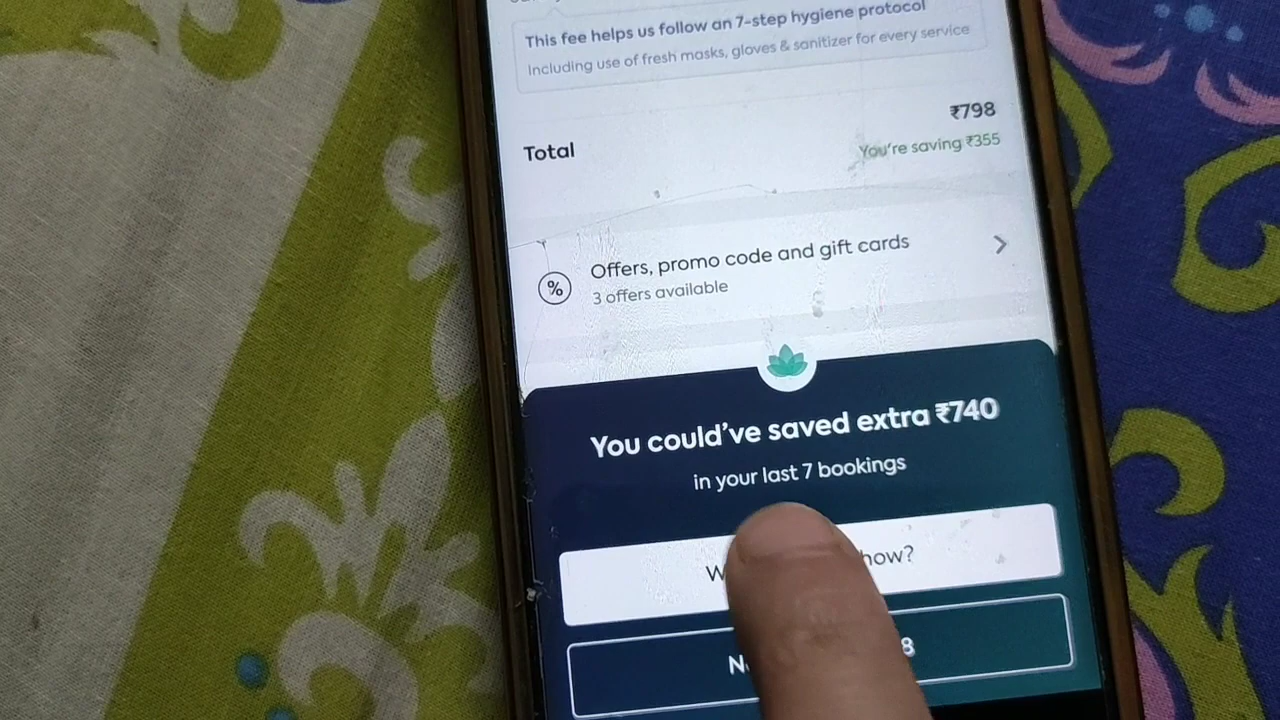 This fee helps us follow an 7-step hygiene protocol
Including use of fresh masks, gloves & sanitizer for every service
₹798
Total
You're saving ₹355
%
Offers, promo code and gift cards
3 offers available
You could've saved extra ₹740
in your last 7 bookings
how?